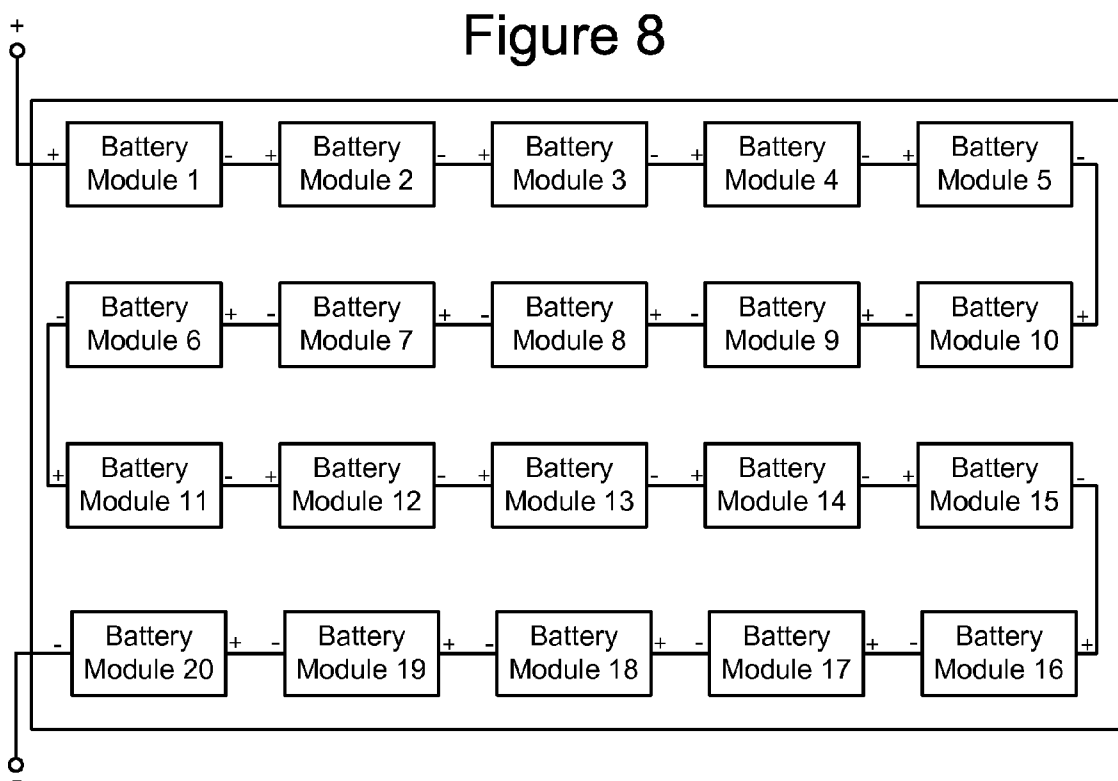 Figure 8
+
+ Battery Module 1 - + Battery Module 2 - + Battery Module 3 - + Battery Module 4 - + Battery Module 5 -
- Battery Module 6 + - Battery Module 7 + - Battery Module 8 + - Battery Module 9 + - Battery Module 10 +
+ Battery Module 11 - + Battery Module 12 - + Battery Module 13 - + Battery Module 14 - + Battery Module 15 -
- Battery Module 20 + - Battery Module 19 + - Battery Module 18 + - Battery Module 17 + - Battery Module 16 +
-